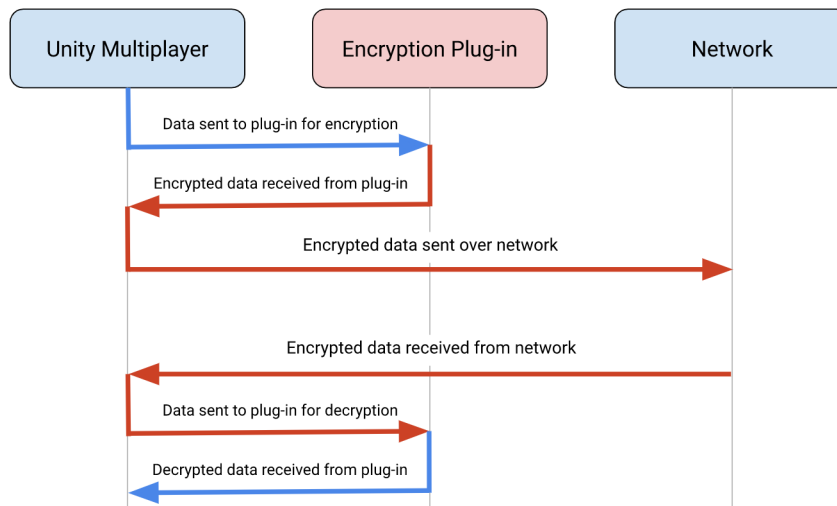 Unity Multiplayer
Encryption Plug-in
Network
Data sent to plug-in for encryption
Encrypted data received from plug-in
Encrypted data sent over network
Encrypted data received from network
Data sent to plug-in for decryption
Decrypted data received from plug-in